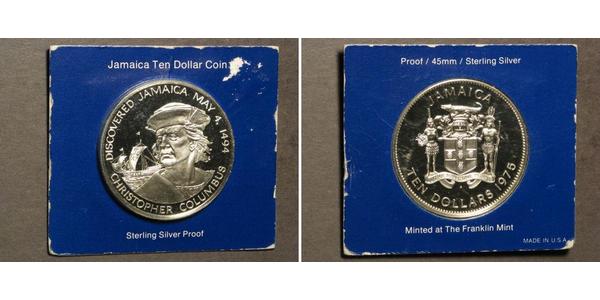 Jamaica Ten Dollar Coin
DISCOVERED JAMAICA MAY 4, 1494
CHRISTOPHER COLUMBUS
Sterling Silver Proof
Proof / 45mm / Sterling Silver
JAMAICA
TEN DOLLARS 1975
Minted at The Franklin Mint
MADE IN U.S.A.